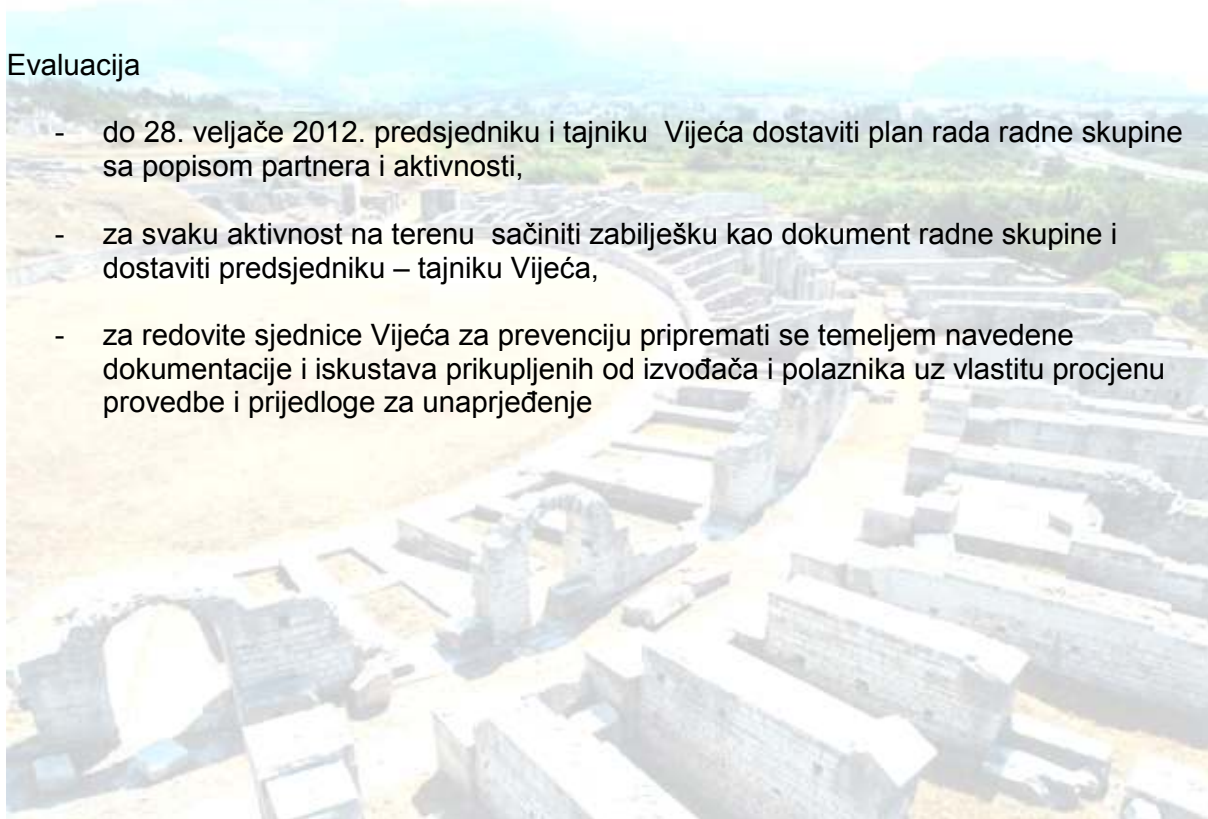 Evaluacija
- do 28. veljače 2012. predsjedniku i tajniku  Vijeća dostaviti plan rada radne skupine
sa popisom partnera i aktivnosti,
- za svaku aktivnost na terenu  sačiniti zabilješku kao dokument radne skupine i
dostaviti predsjedniku – tajniku Vijeća,
- za redovite sjednice Vijeća za prevenciju pripremati se temeljem navedene
dokumentacije i iskustava prikupljenih od izvođača i polaznika uz vlastitu procjenu
provedbe i prijedloge za unaprjeđenje